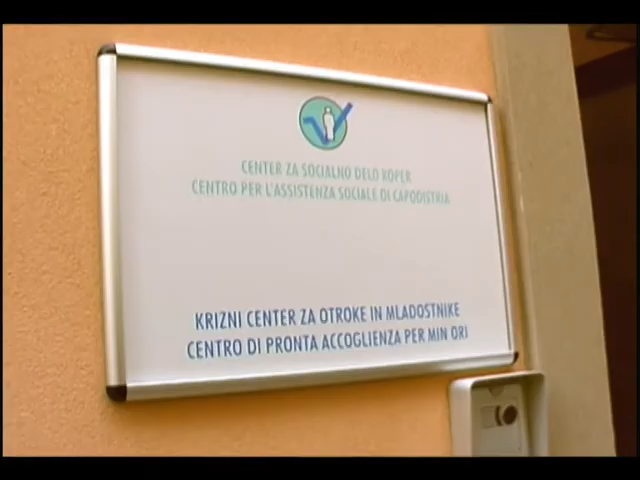 CENTER ZA SOCIALNO DELO KOPER
CENTRO PER L'ASSISTENZA SOCIALE DI CAPODISTRIA
KRIZNI CENTER ZA OTROKE IN MLADOSTNIKE
CENTRO DI PRONTA ACCOGLIENZA PER MIN ORI